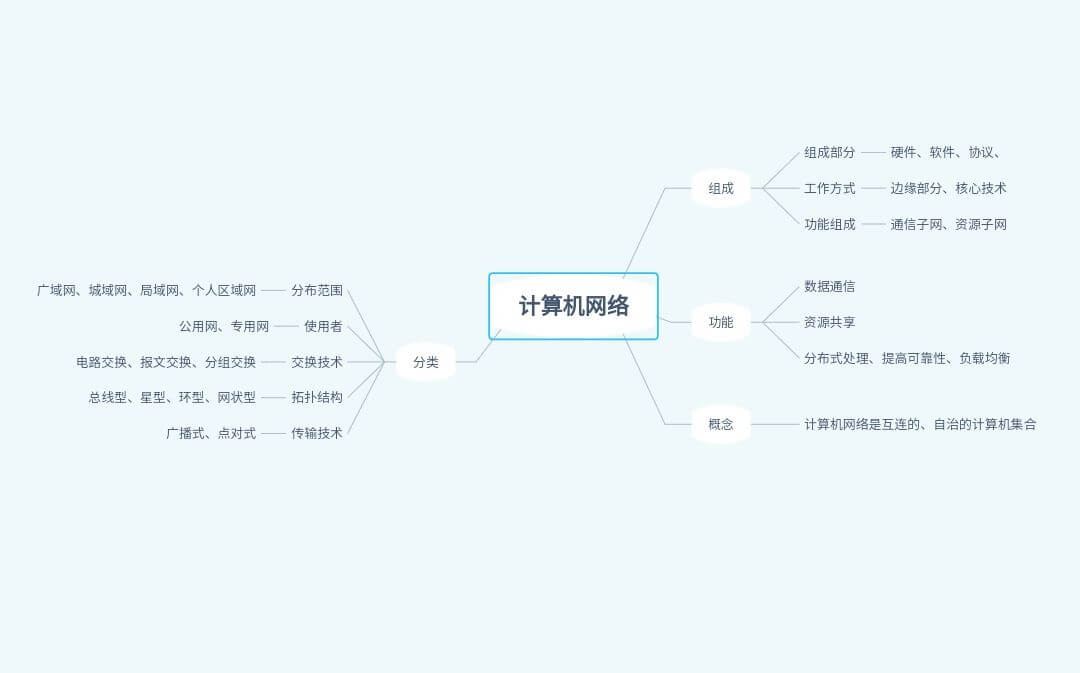 计算机网络
组成
组成部分
硬件、软件、协议、
工作方式
边缘部分、核心技术
功能组成
通信子网、资源子网
功能
数据通信
资源共享
分布式处理、提高可靠性、负载均衡
概念
计算机网络是互连的、自治的计算机集合
分类
分布范围
广域网、城域网、局域网、个人区域网
使用者
公用网、专用网
交换技术
电路交换、报文交换、分组交换
拓扑结构
总线型、星型、环型、网状型
传输技术
广播式、点对式